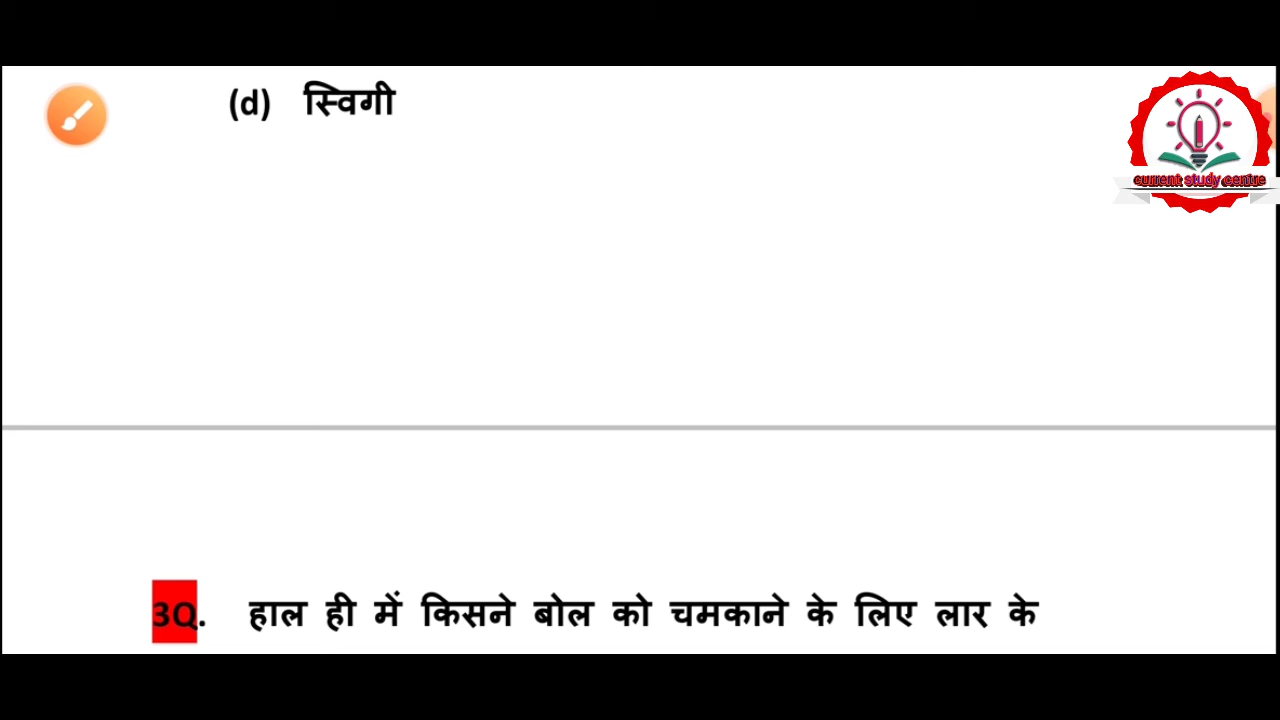 (d) स्विगी
current study centre
3Q. हाल ही में किसने बोल को चमकाने के लिए लार के